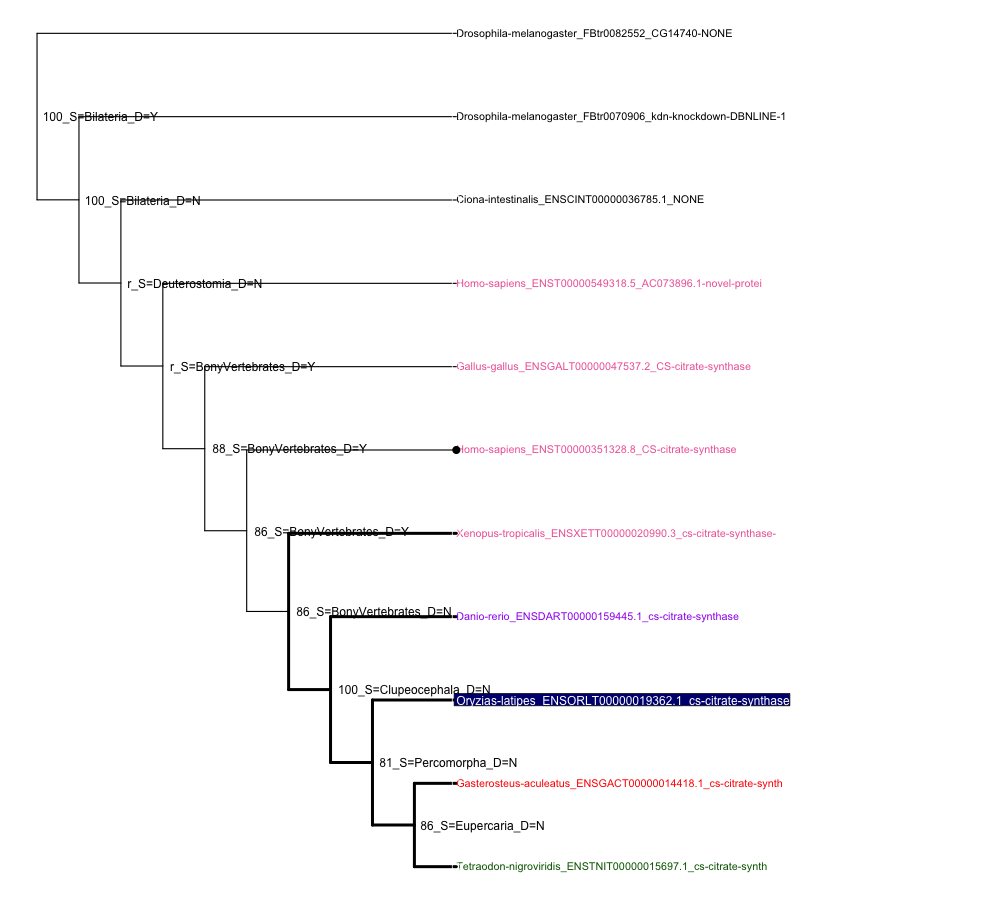 Drosophila-melanogaster_FBtr0082552_CG14740-NONE
100_S=Bilateria_D=Y
Drosophila-melanogaster_FBtr0070906_kdn-knockdown-DBNLINE-1
100_S=Bilateria_D=N
Ciona-intestinalis_ENSCINT00000036785.1_NONE
r_S=Deuterostomia_D=N
Homo-sapiens_ENST00000549318.5_AC073896.1-novel-protei
r_S=BonyVertebrates_D=Y
Gallus-gallus_ENSGALT00000047537.2_CS-citrate-synthase
88_S=BonyVertebrates_D=Y
Homo-sapiens_ENST00000351328.8_CS-citrate-synthase
86_S=BonyVertebrates_D=Y
Xenopus-tropicalis_ENSXETT00000020990.3_cs-citrate-synthase-
86_S=BonyVertebrates_D=N
Danio-rerio_ENSDART00000159445.1_cs-citrate-synthase
100_S=Clupeocephala_D=N
Oryzias-latipes_ENSORLT00000019362.1_cs-citrate-synthase
81_S=Percomorpha_D=N
Gasterosteus-aculeatus_ENSGACT00000014418.1_cs-citrate-synth
86_S=Eupercaria_D=N
Tetraodon-nigroviridis_ENSTNIT00000015697.1_cs-citrate-synth